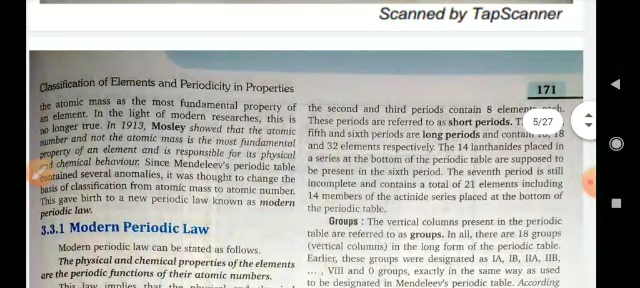 Scanned by TapScanner
Classification of Elements and Periodicity in Properties
171
5/27
the atomic mass as the most fundamental property of
an element. In the light of modern researches, this is
no longer true. In 1913, Mosley showed that the atomic
number and not the atomic mass is the most fundamental
property of an element and is responsible for its physical
and chemical behaviour. Since Mendeleev's periodic table
contained several anomalies, it was thought to change the
basis of classification from atomic mass to atomic number.
This gave birth to a new periodic law known as modern
periodic law.
3.3.1 Modern Periodic Law
Modern periodic law can be stated as follows.
The physical and chemical properties of the elements
are the periodic functions of their atomic numbers.
This law implies that the physical and
the second and third periods contain 8 elements each.
These periods are referred to as short periods.
fifth and sixth periods are long periods and contain 18
and 32 elements respectively. The 14 lanthanides placed in
a series at the bottom of the periodic table are supposed to
be present in the sixth period. The seventh period is still
incomplete and contains a total of 21 elements including
14 members of the actinide series placed at the bottom of
the periodic table.
Groups : The vertical columns present in the periodic
table are referred to as groups. In all, there are 18 groups
(vertical columns) in the long form of the periodic table.
Earlier, these groups were designated as IA, IB, IIA, IIB,
... , VIII and 0 groups, exactly in the same way as used
to be designated in Mendeleev's periodic table. According